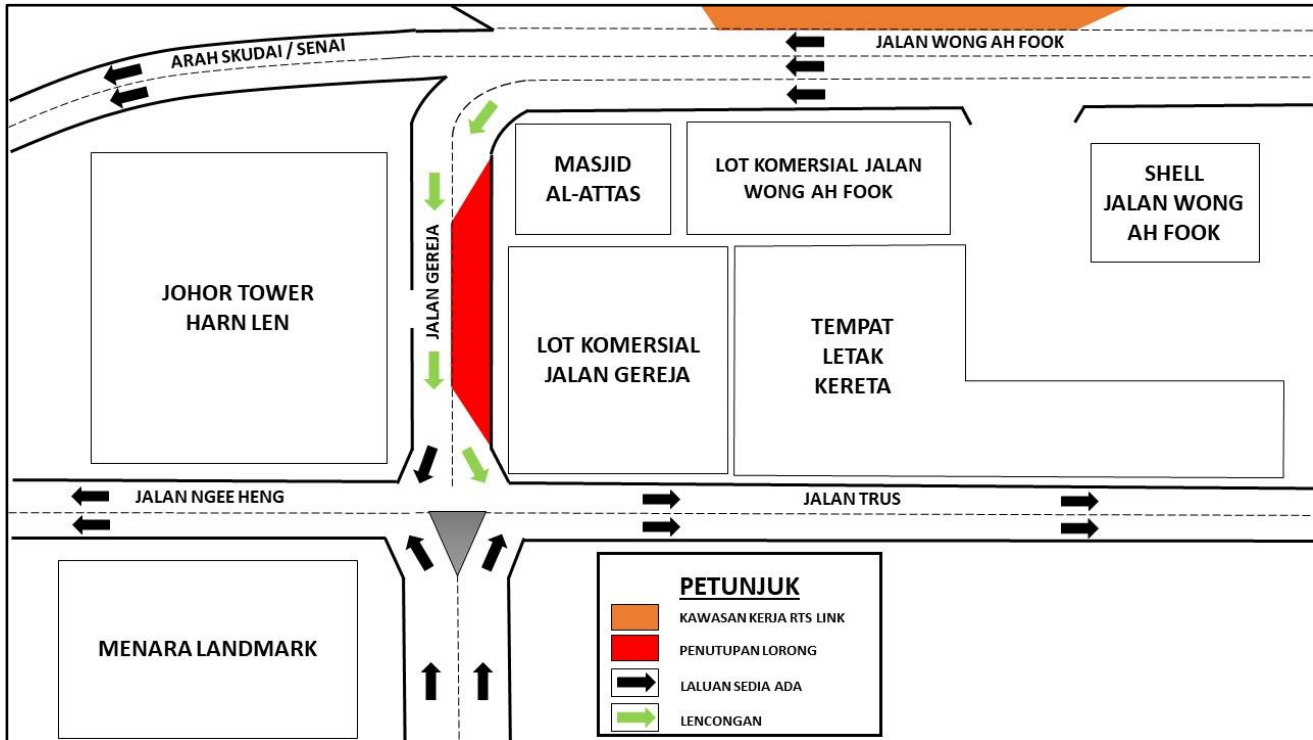 ARAH SKUDAI / SENAI
JALAN WONG AH FOOK
MASJID
AL-ATTAS
LOT KOMERSIAL JALAN
WONG AH FOOK
SHELL
JALAN WONG
AH FOOK
JOHOR TOWER
HARN LEN
JALAN GEREJA
LOT KOMERSIAL
JALAN GEREJA
TEMPAT
LETAK
KERETA
JALAN NGEE HENG
JALAN TRUS
MENARA LANDMARK
PETUNJUK
KAWASAN KERJA RTS LINK
PENUTUPAN LORONG
LALUAN SEDIA ADA
LENCONGAN